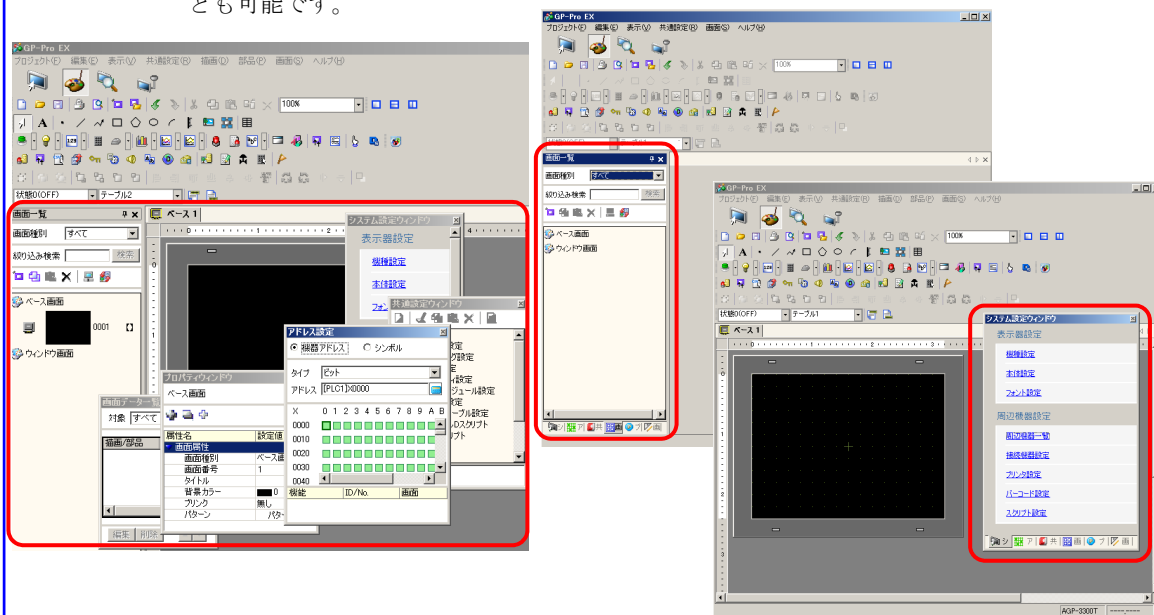 とも可能です。
GP-Pro EX
プロジェクト(F) 編集(E) 表示(V) 共通設定(R) 描画(D) 部品(P) 画面(S) ヘルプ(H)
100%
状態0(OFF) テーブル2
画面一覧
画面種別 すべて
絞り込み検索 検索
ベース画面
0001
ウィンドウ画面
ベース 1
システム設定ウィンドウ
表示器設定
機種設定
本体設定
共通設定ウィンドウ
アドレス設定
機器アドレス シンボル
タイプ ビット
アドレス [PLC1]X0000
X 0 1 2 3 4 5 6 7 8 9 A B
0000
0010
0020
0030
0040
機能 ID/No. 画面
プロパティウィンドウ
ベース画面
属性名 設定値
画面属性
画面種別 ベース画
画面番号 1
タイトル
背景カラー 0
ブリンク 無し
パターン パター
対象 すべて
描画/部品
編集 削除
GP-Pro EX
プロジェクト(F) 編集(E) 表示(V) 共通設定(R) 画面(S) ヘルプ(H)
100%
画面一覧
画面種別 すべて
絞り込み検索 検索
ベース画面
ウィンドウ画面
シ ア 共 画 プ 画
GP-Pro EX
プロジェクト(F) 編集(E) 表示(V) 共通設定(R) 描画(D) 部品(P) 画面(S) ヘルプ(H)
100%
状態0(OFF) テーブル1
ベース 1
システム設定ウィンドウ
表示器設定
機種設定
本体設定
フォント設定
周辺機器設定
周辺機器一覧
接続機器設定
プリンタ設定
バーコード設定
スクリプト設定
シ ア 共 画 プ 画
AGP-3300T